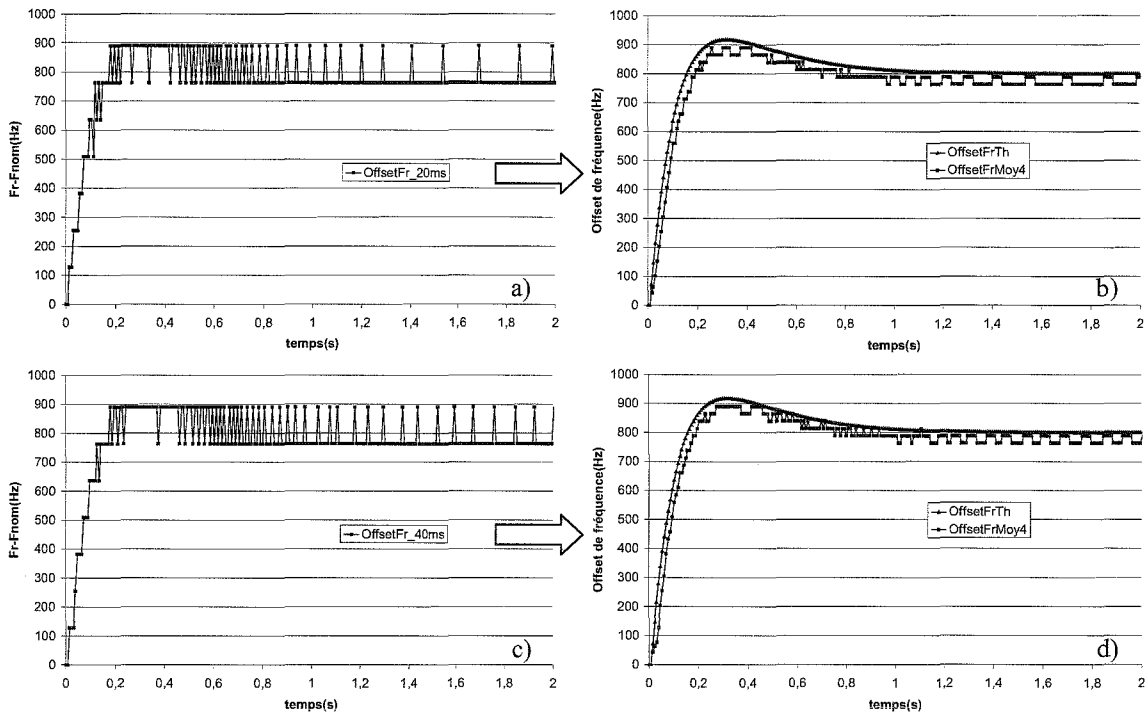 Fr-Fnom(Hz)
1000
900
800
700
600
500
400
300
200
100
0
OffsetFr_20ms
a)
0 0,2 0,4 0,6 0,8 1 1,2 1,4 1,6 1,8 2
temps(s)
Offset de fréquence(Hz)
1000
900
800
700
600
500
400
300
200
100
0
OffsetFrTh
OffsetFrMoy4
b)
0 0,2 0,4 0,6 0,8 1 1,2 1,4 1,6 1,8 2
temps(s)
Fr-Fnom(Hz)
1000
900
800
700
600
500
400
300
200
100
0
OffsetFr_40ms
c)
0 0,2 0,4 0,6 0,8 1 1,2 1,4 1,6 1,8 2
temps(s)
Offset de fréquence(Hz)
1000
900
800
700
600
500
400
300
200
100
0
OffsetFrTh
OffsetFrMoy4
d)
0 0,2 0,4 0,6 0,8 1 1,2 1,4 1,6 1,8 2
temps(s)